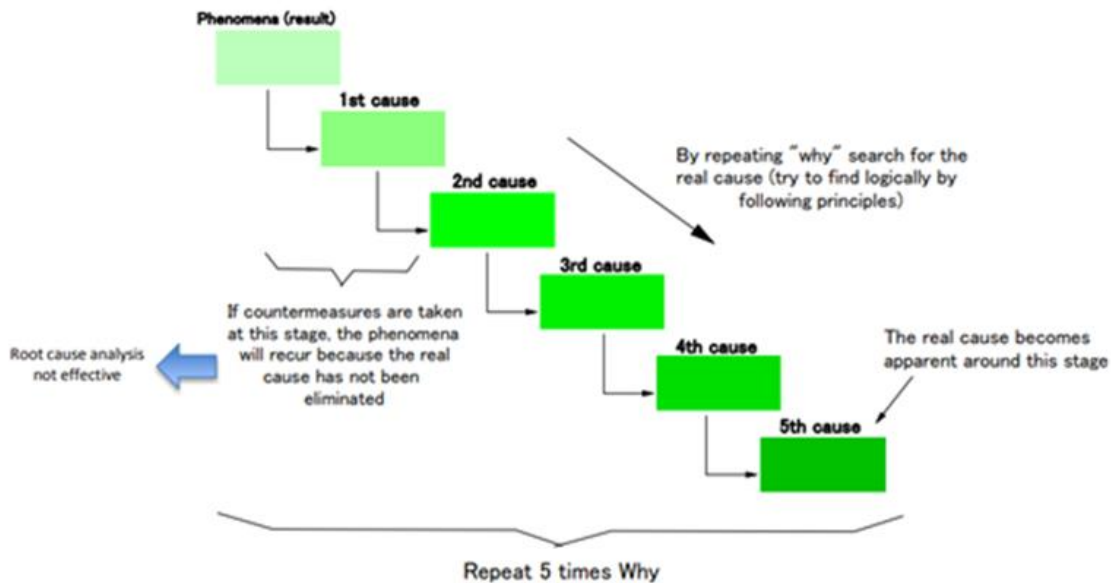 Phenomena (result)
1st cause
2nd cause
By repeating "why" search for the
real cause (try to find logically by
following principles)
3rd cause
If countermeasures are taken
at this stage, the phenomena
will recur because the real
cause has not been
eliminated
Root cause analysis
not effective
4th cause
The real cause becomes
apparent around this stage
5th cause
Repeat 5 times Why